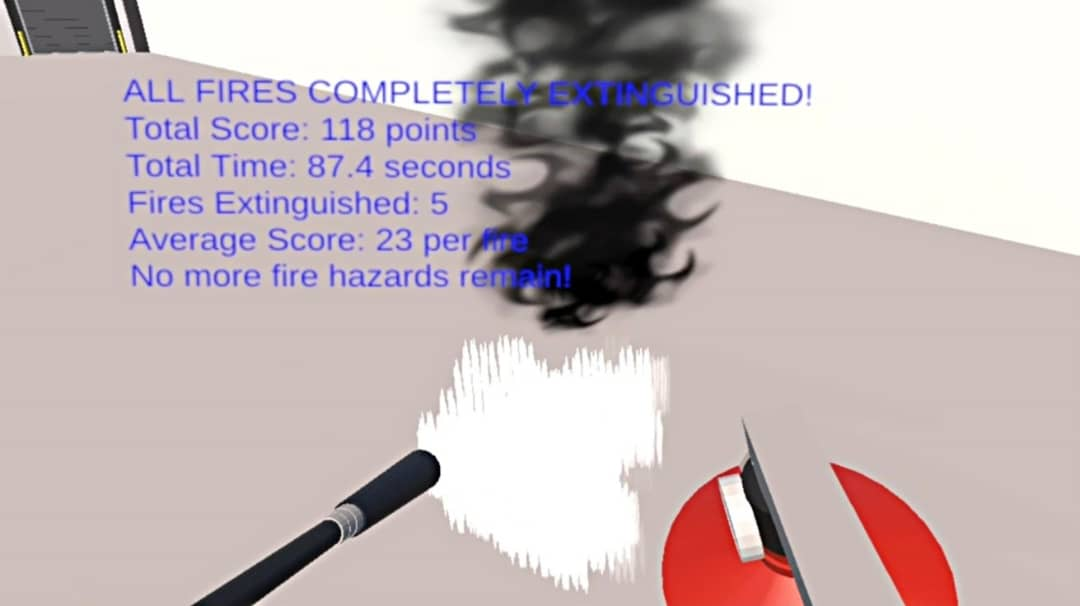 ALL FIRES COMPLETELY EXTINGUISHED!
Total Score: 118 points
Total Time: 87.4 seconds
Fires Extinguished: 5
Average Score: 23 per fire
No more fire hazards remain!